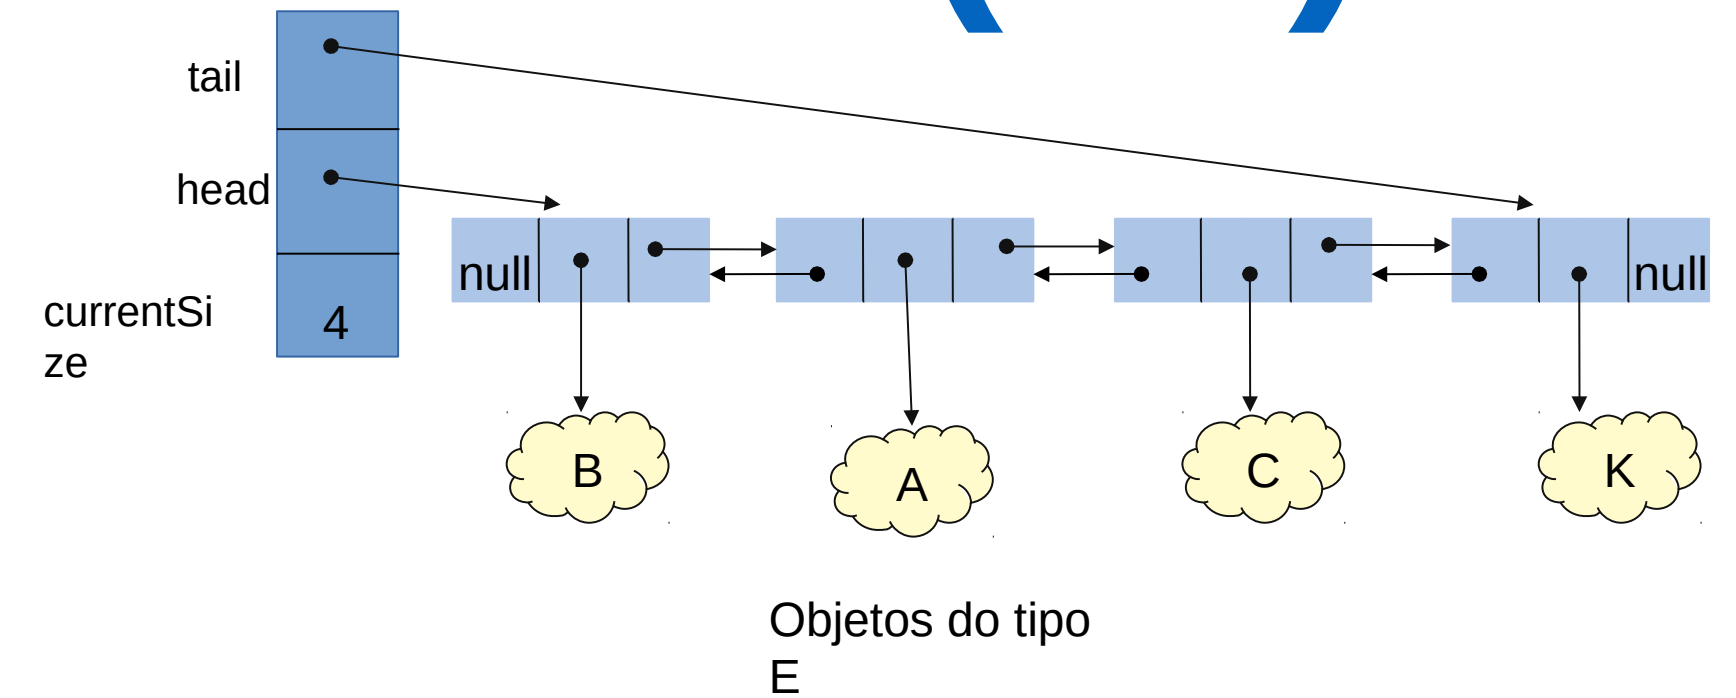 tail
head
null
null
currentSi
ze
4
B
A
C
K
Objetos do tipo
E